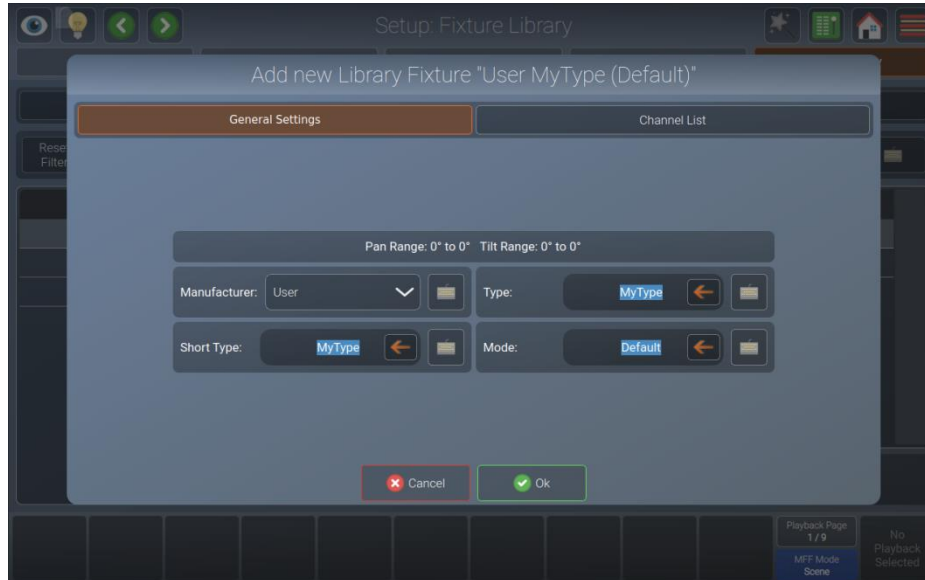 Setup: Fixture Library
Add new Library Fixture "User MyType (Default)"
General Settings
Channel List
Reset
Filter
Pan Range: 0° to 0° Tilt Range: 0° to 0°
Manufacturer: User
Type: MyType
Short Type: MyType
Mode: Default
Cancel
Ok
Playback Page
1 / 9
MFF Mode
Scene
No
Playback
Selected